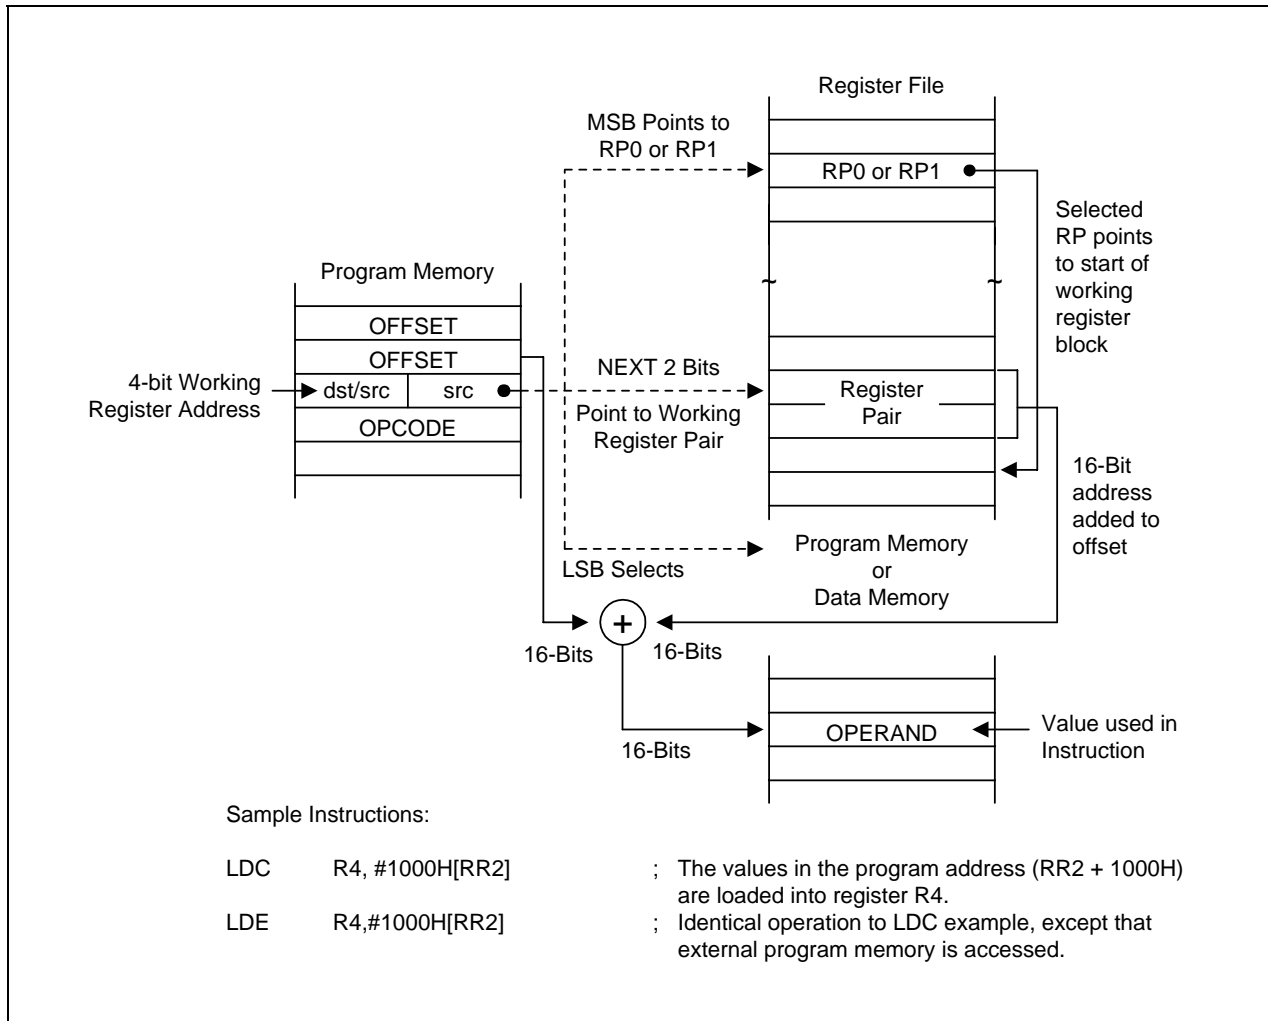 Register File
MSB Points to
RP0 or RP1
RP0 or RP1
Selected
RP points
to start of
working
register
block
Program Memory
OFFSET
OFFSET
4-bit Working
Register Address
dst/src
src
OPCODE
NEXT 2 Bits
Point to Working
Register Pair
Register
Pair
16-Bit
address
added to
offset
LSB Selects
Program Memory
or
Data Memory
+
16-Bits
16-Bits
16-Bits
OPERAND
Value used in
Instruction
~
~
Sample Instructions:
LDC R4, #1000H[RR2] ; The values in the program address (RR2 + 1000H)
are loaded into register R4.
LDE R4,#1000H[RR2] ; Identical operation to LDC example, except that
external program memory is accessed.